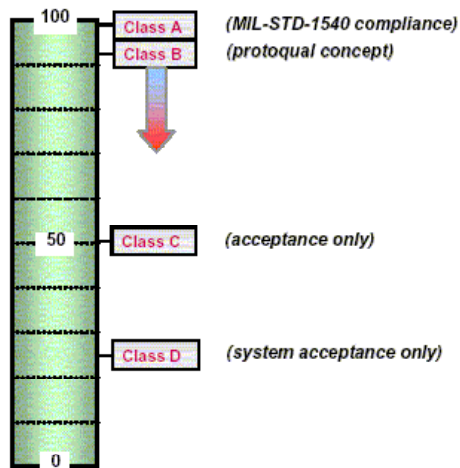 100
Class A (MIL-STD-1540 compliance)
Class B (protoqual concept)
50 Class C (acceptance only)
Class D (system acceptance only)
0